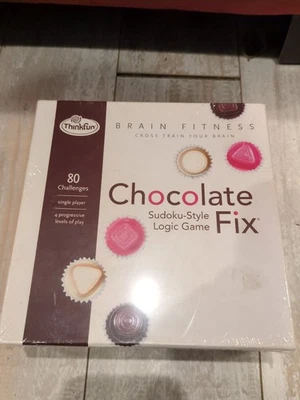 ThinkFun
BRAIN FITNESS
CROSS TRAIN YOUR BRAIN
80
Challenges
single player
4 progressive
levels of play
Chocolate
Sudoku-Style
Logic Game
Fix